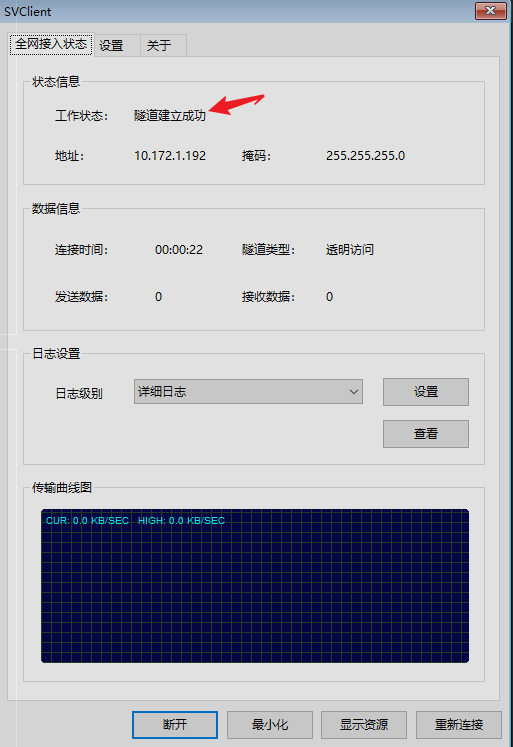 SVClient
全网接入状态 设置 关于
状态信息
工作状态： 隧道建立成功
地址： 10.172.1.192 掩码： 255.255.255.0
数据信息
连接时间： 00:00:22 隧道类型： 透明访问
发送数据： 0 接收数据： 0
日志设置
日志级别 详细日志 设置
查看
传输曲线图
CUR: 0.0 KB/SEC HIGH: 0.0 KB/SEC
断开 最小化 显示资源 重新连接